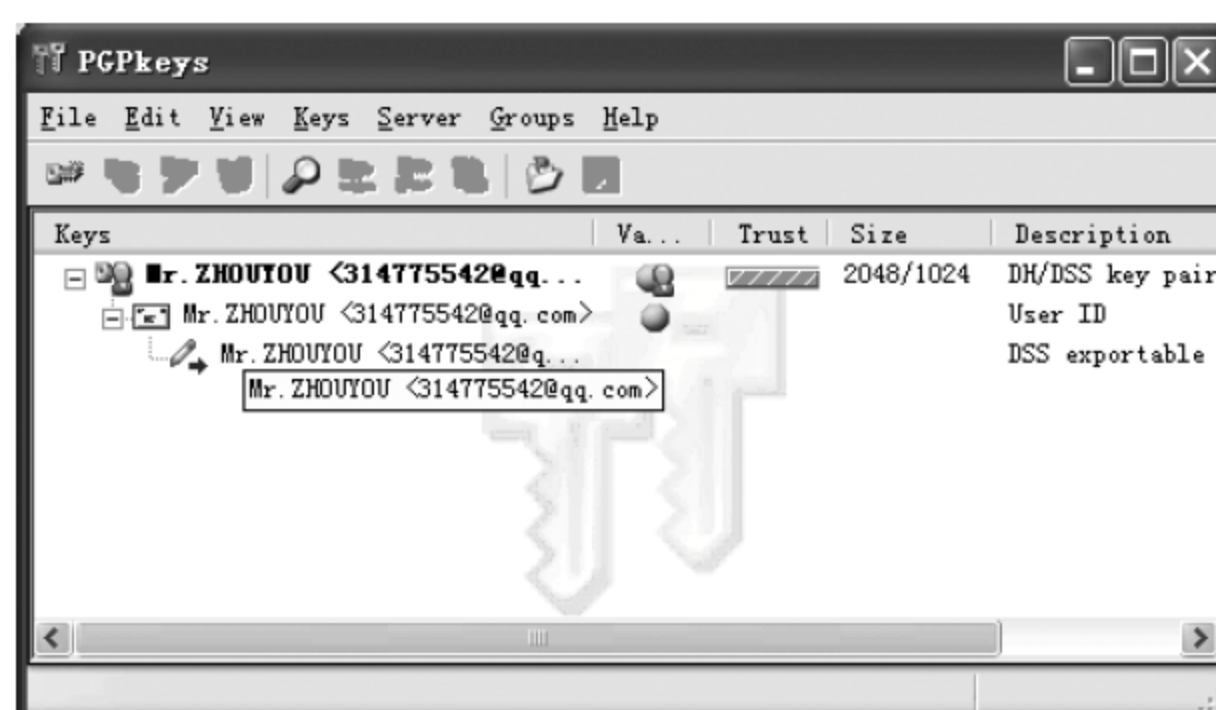 PGPkeys
File Edit View Keys Server Groups Help
Keys Va... Trust Size Description
Mr. ZHOUYOU <314775542@qq... 2048/1024 DH/DSS key pair
Mr. ZHOUYOU <314775542@qq.com> User ID
Mr. ZHOUYOU <314775542@q... DSS exportable
Mr. ZHOUYOU <314775542@qq.com>